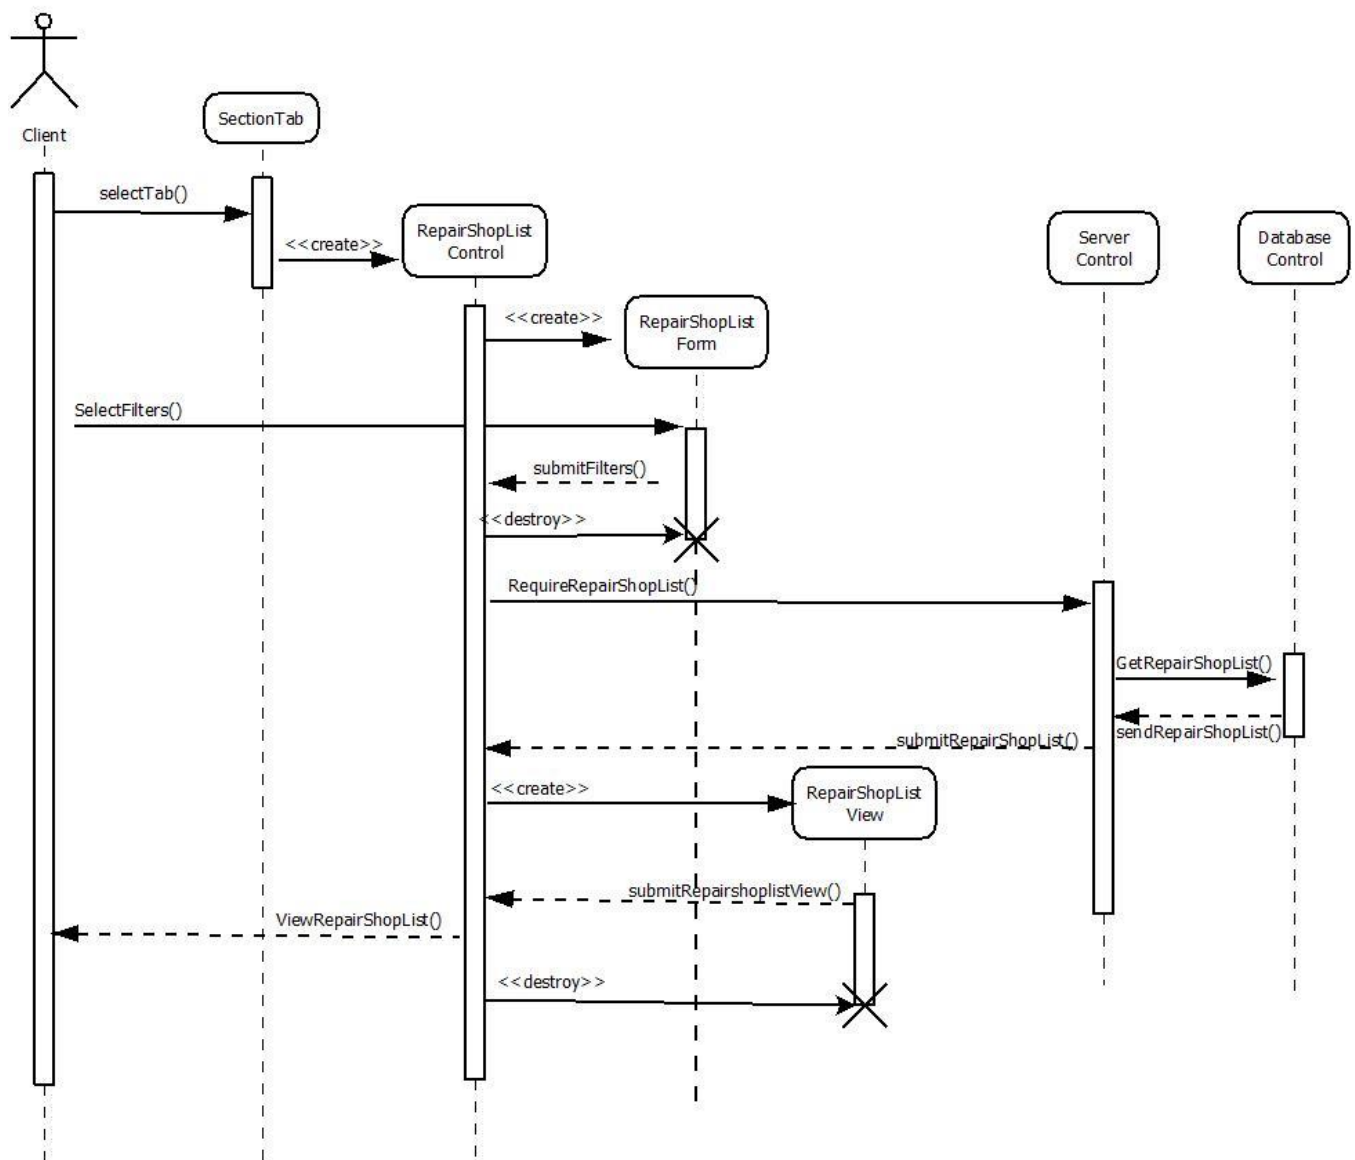 Client
SectionTab
selectTab()
<<create>>
RepairShopList
Control
Server
Control
Database
Control
<<create>>
RepairShopList
Form
SelectFilters()
submitFilters()
<<destroy>>
RequireRepairShopList()
GetRepairShopList()
sendRepairShopList()
submitRepairShopList()
<<create>>
RepairShopList
View
submitRepairshoplistView()
ViewRepairShopList()
<<destroy>>